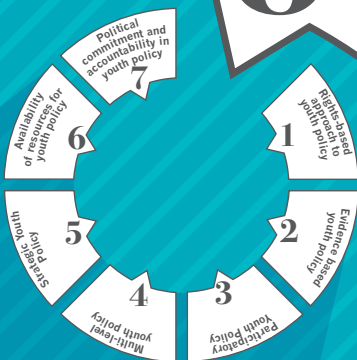 Rights-based
approach to
youth policy
1
Evidence based
youth policy
2
Participatory
Youth Policy
3
Multi-level
youth policy
4
Strategic Youth
Policy
5
Availability
of resources for
youth policy
6
Political
commitment and
accountability in
youth policy
7